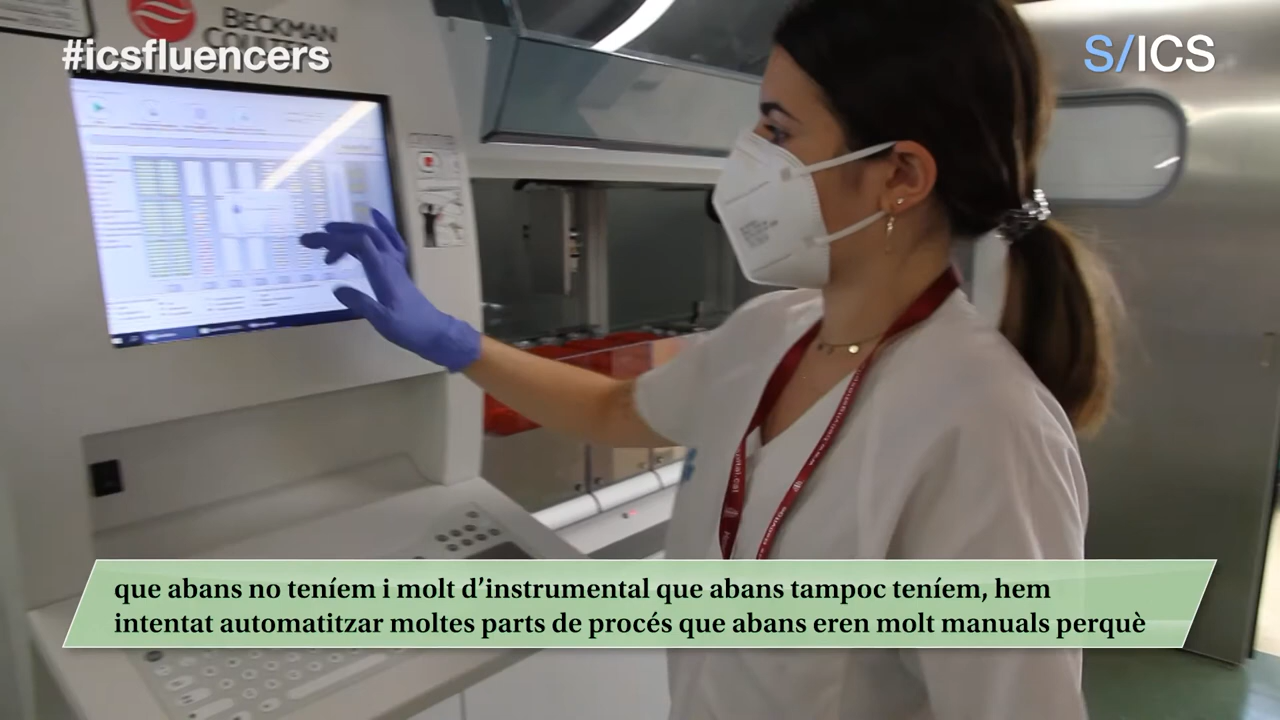 BECKMAN
COULTER
#icsfluencers
S/ICS
que abans no teníem i molt d’instrumental que abans tampoc teníem, hem
intentat automatitzar moltes parts de procés que abans eren molt manuals perquè